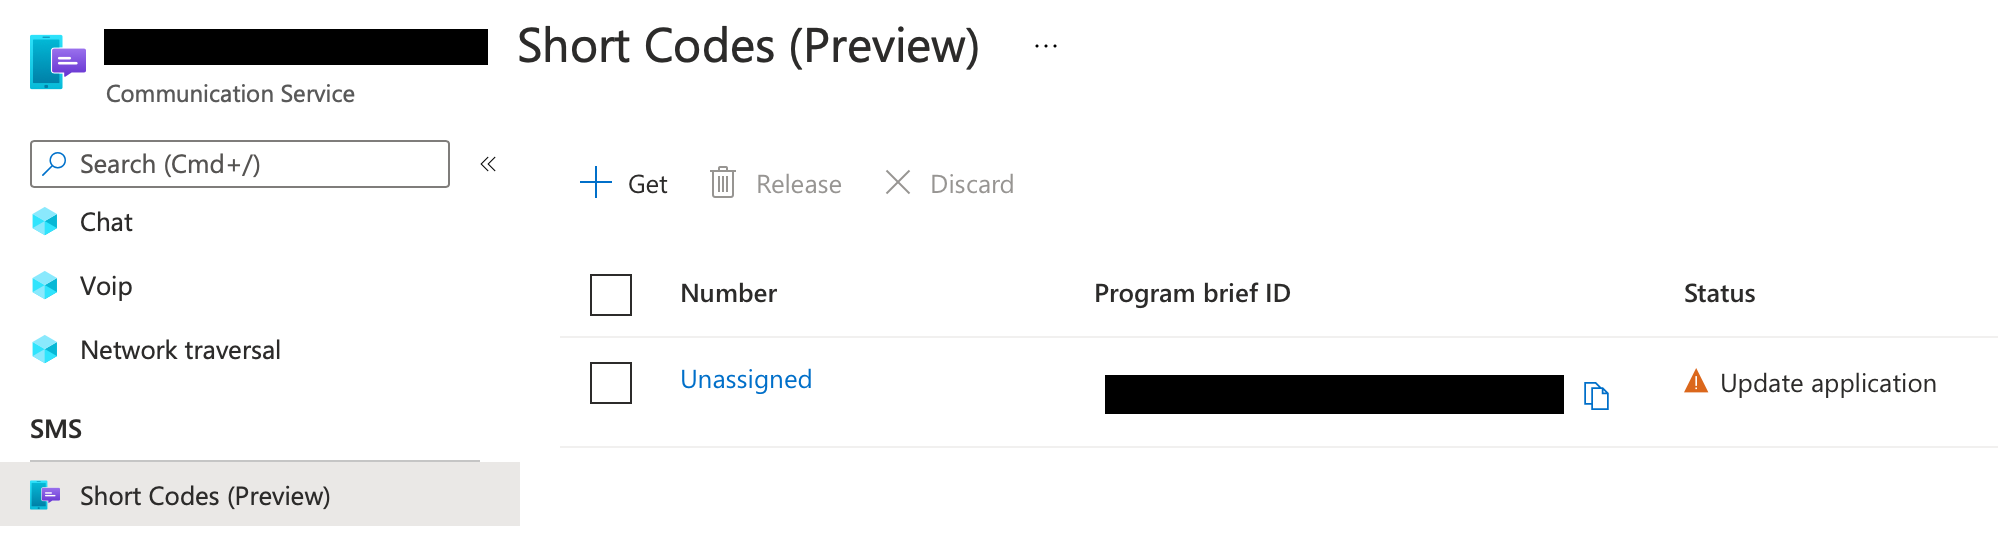 Short Codes (Preview) ...
Communication Service
Search (Cmd+/)
«
Chat
Voip
Network traversal
SMS
Short Codes (Preview)
Get Release Discard
Number Program brief ID Status
Unassigned Update application